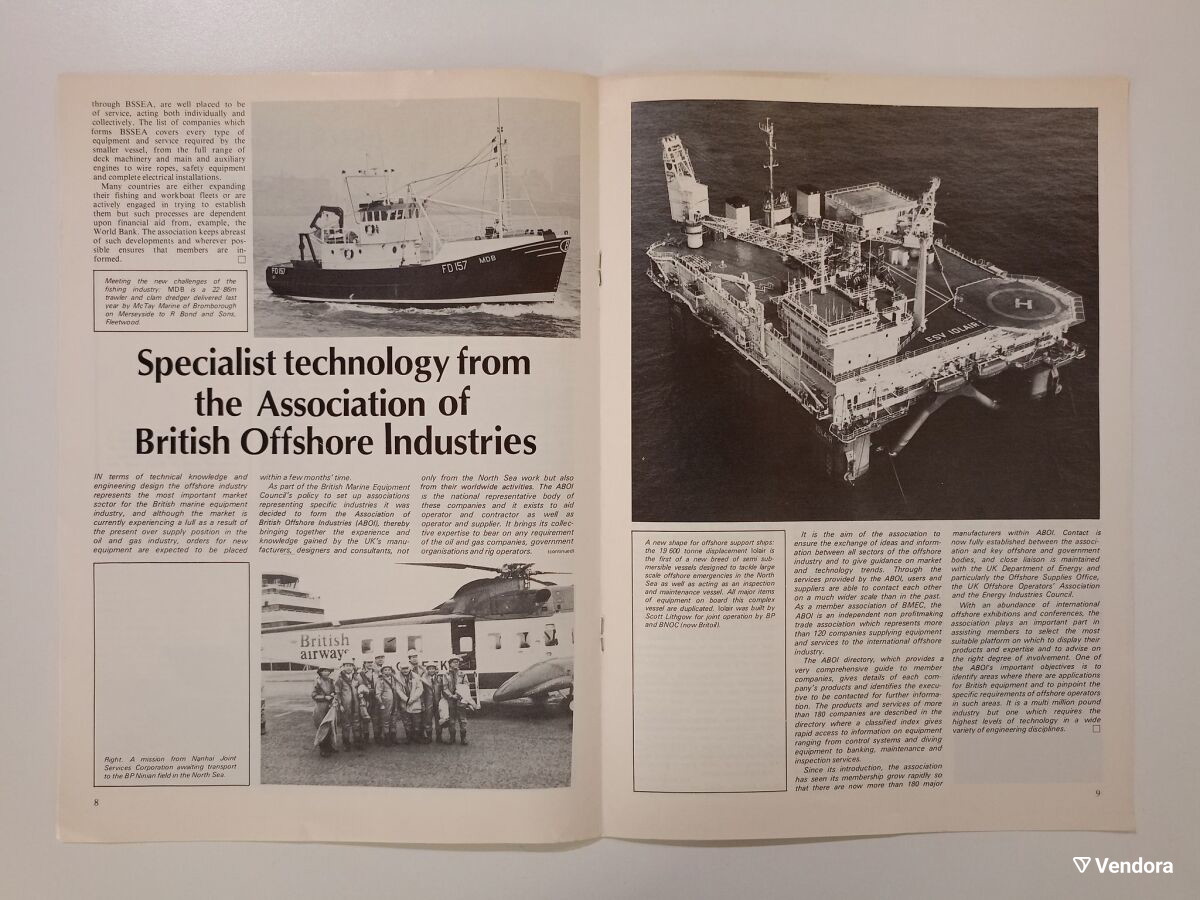 through BSSEA, are well placed to be
of service, acting both individually and
collectively. The list of companies which
forms BSSEA covers every type of
equipment and service required by the
smaller vessel, from the full range of
deck machinery and main and auxiliary
engines to wire ropes, safety equipment
and complete electrical installations.
Many countries are either expanding
their fishing and workboat fleets or are
actively engaged in trying to establish
them but such processes are dependent
upon financial aid from, example, the
World Bank. The association keeps abreast
of such developments and wherever pos-
sible ensures that members are in-
formed.
Meeting the new challenges of the
fishing industry: MDB is a 22·86m
trawler and clam dredger delivered last
year by McTay Marine of Bromborough
on Merseyside to R Bond and Sons,
Fleetwood.
FD 157
FD 157 MDB
Specialist technology from
the Association of
British Offshore Industries
IN terms of technical knowledge and
engineering design the offshore industry
represents the most important market
sector for the British marine equipment
industry, and although the market is
currently experiencing a lull as a result of
the present over supply position in the
oil and gas industry, orders for new
equipment are expected to be placed
within a few months' time.
As part of the British Marine Equipment
Council's policy to set up associations
representing specific industries it was
decided to form the Association of
British Offshore Industries (ABOI), thereby
bringing together the experience and
knowledge gained by the UK's manu-
facturers, designers and consultants, not
only from the North Sea work but also
from their worldwide activities. The ABOI
is the national representative body of
these companies and it exists to aid
operator and contractor as well as
operator and supplier. It brings its collec-
tive expertise to bear on any requirement
of the oil and gas companies, government
organisations and rig operators.
(continued)
British
airways
Right: A mission from Nanhai Joint
Services Corporation awaiting transport
to the BP Ninian field in the North Sea.
8
H
ESV IOLAIR
A new shape for offshore support ships:
the 19 600 tonne displacement Iolair is
the first of a new breed of semi sub-
mersible vessels designed to tackle large
scale offshore emergencies in the North
Sea as well as acting as an inspection
and maintenance vessel. All major items
of equipment on board this complex
vessel are duplicated. Iolair was built by
Scott Lithgow for joint operation by BP
and BNOC (now Britoil).
It is the aim of the association to
ensure the exchange of ideas and inform-
ation between all sectors of the offshore
industry and to give guidance on market
and technology trends. Through the
services provided by the ABOI, users and
suppliers are able to contact each other
on a much wider scale than in the past.
As a member association of BMEC, the
ABOI is an independent non profitmaking
trade association which represents more
than 120 companies supplying equipment
and services to the international offshore
industry.
The ABOI directory, which provides a
very comprehensive guide to member
companies, gives details of each com-
pany's products and identifies the execu-
tive to be contacted for further informa-
tion. The products and services of more
than 180 companies are described in the
directory where a classified index gives
rapid access to information on equipment
ranging from control systems and diving
equipment to banking, maintenance and
inspection services.
Since its introduction, the association
has seen its membership grow rapidly so
that there are now more than 180 major
manufacturers within ABOI. Contact is
now fully established between the associ-
ation and key offshore and government
bodies, and close liaison is maintained
with the UK Department of Energy and
particularly the Offshore Supplies Office,
the UK Offshore Operators' Association
and the Energy Industries Council.
With an abundance of international
offshore exhibitions and conferences, the
association plays an important part in
assisting members to select the most
suitable platform on which to display their
products and expertise and to advise on
the right degree of involvement. One of
the ABOI's important objectives is to
identify areas where there are applications
for British equipment and to pinpoint the
specific requirements of offshore operators
in such areas. It is a multi million pound
industry but one which requires the
highest levels of technology in a wide
variety of engineering disciplines.
9
Vendora